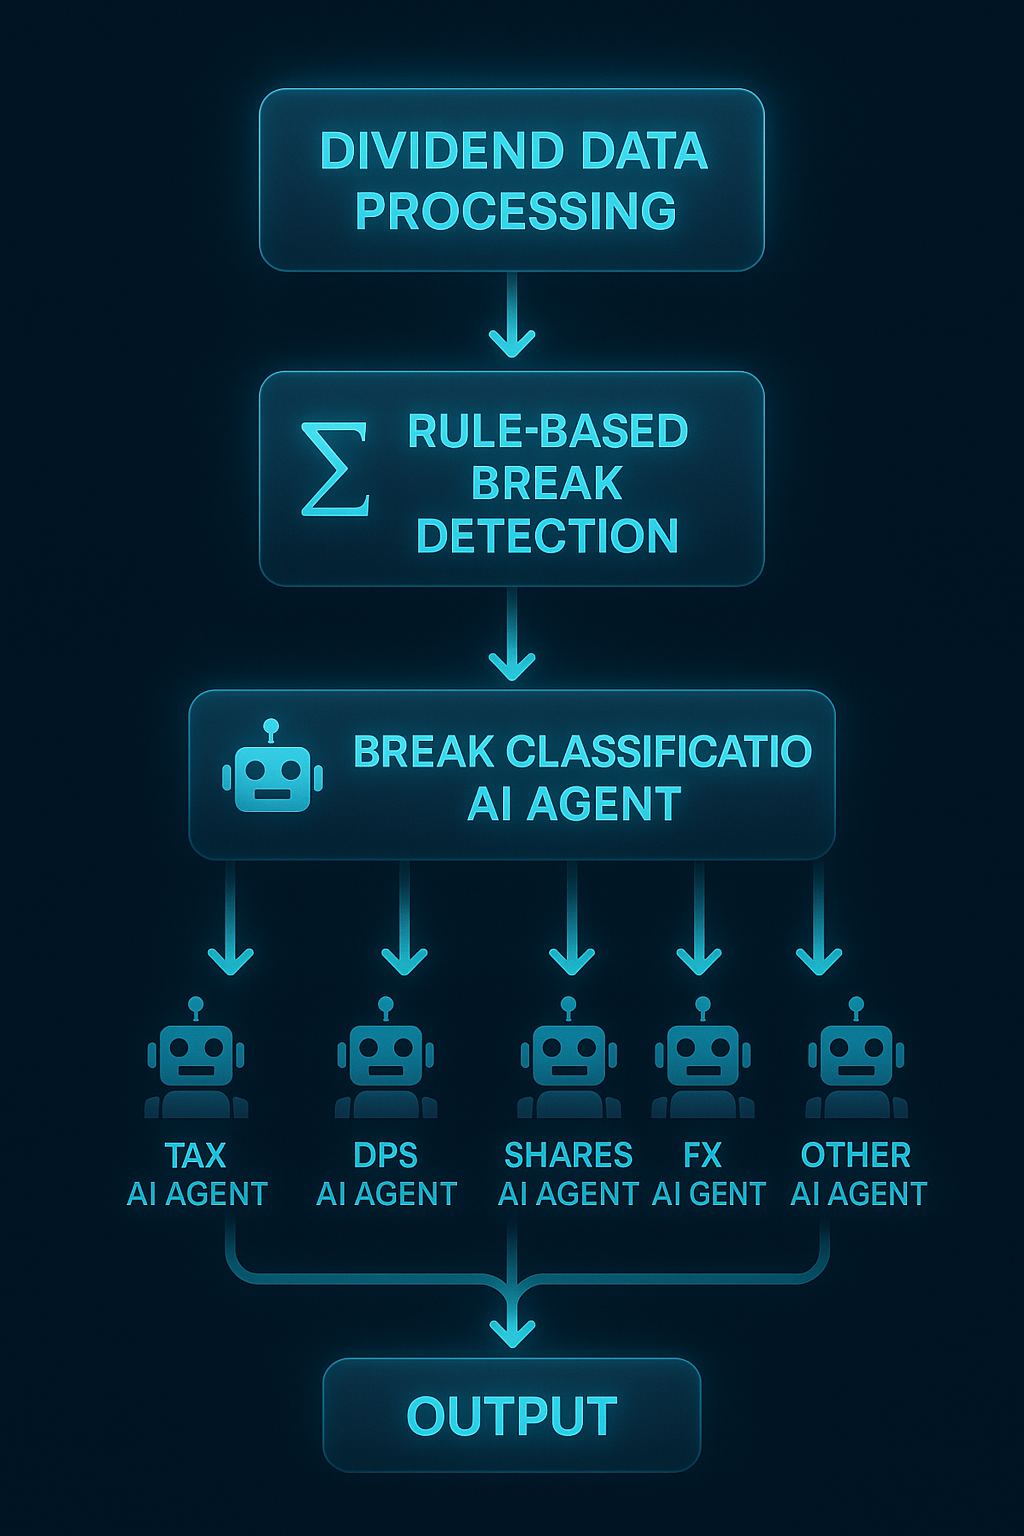 DIVIDEND DATA
PROCESSING
Σ
RULE-BASED
BREAK
DETECTION
BREAK CLASSIFICATIO
AI AGENT
TAX
AI AGENT
DPS
AI AGENT
SHARES
AI AGENT
FX
AI GENT
OTHER
AI AGENT
OUTPUT